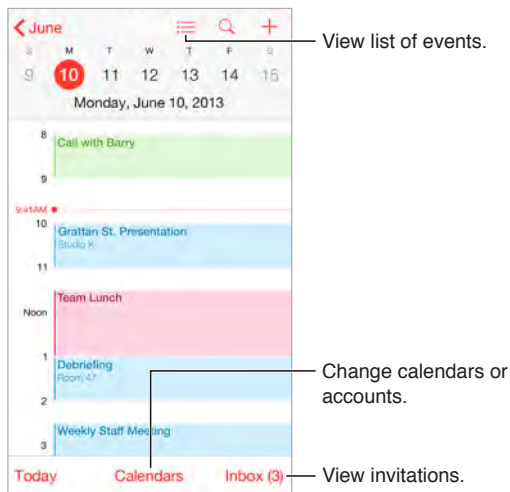 June
View list of events.
S M T W T F S
9 10 11 12 13 14 15
Monday, June 10, 2013
8
Call with Barry
9
9:41AM
10
Grattan St. Presentation
Studio K
11
Team Lunch
Noon
1
Debriefing
Room 47
Change calendars or
accounts.
2
Weekly Staff Meeting
3
Today Calendars Inbox (3)
View invitations.